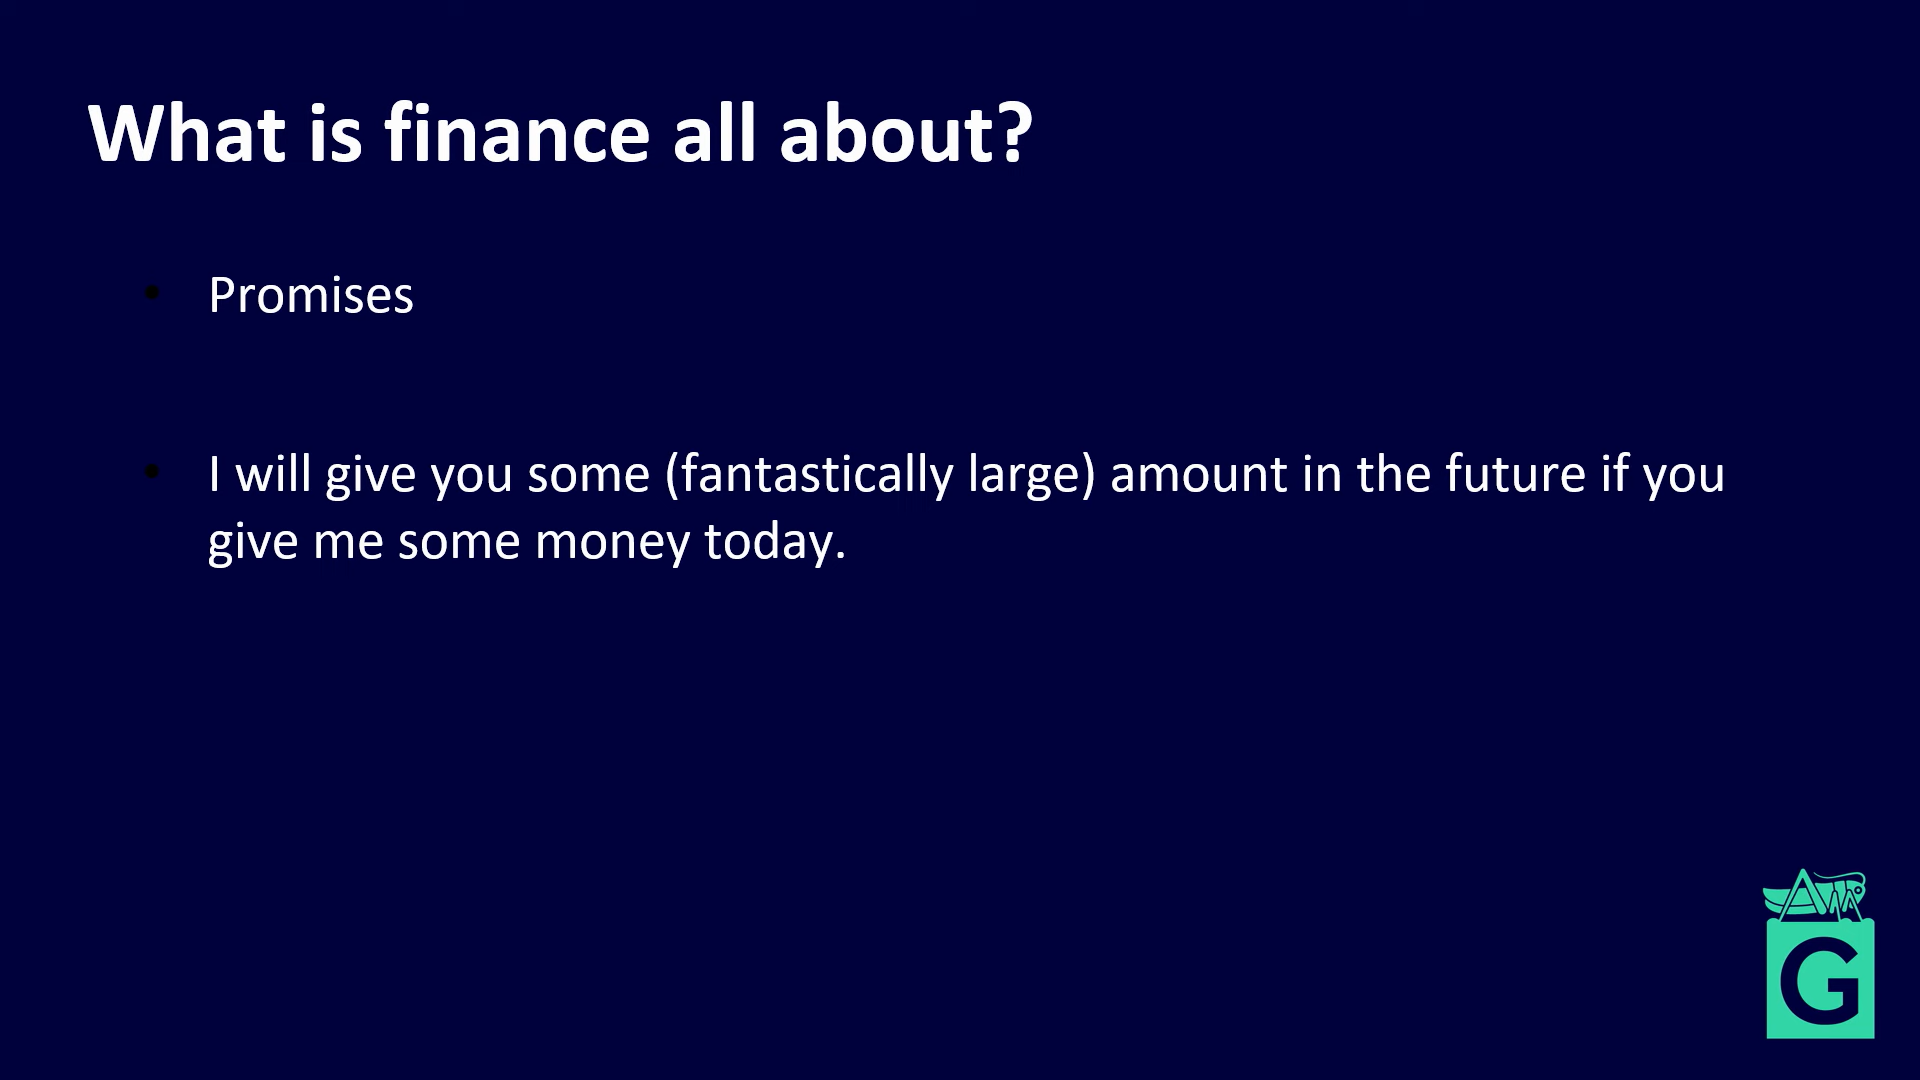 What is finance all about?
• Promises
• I will give you some (fantastically large) amount in the future if you
give me some money today.
G